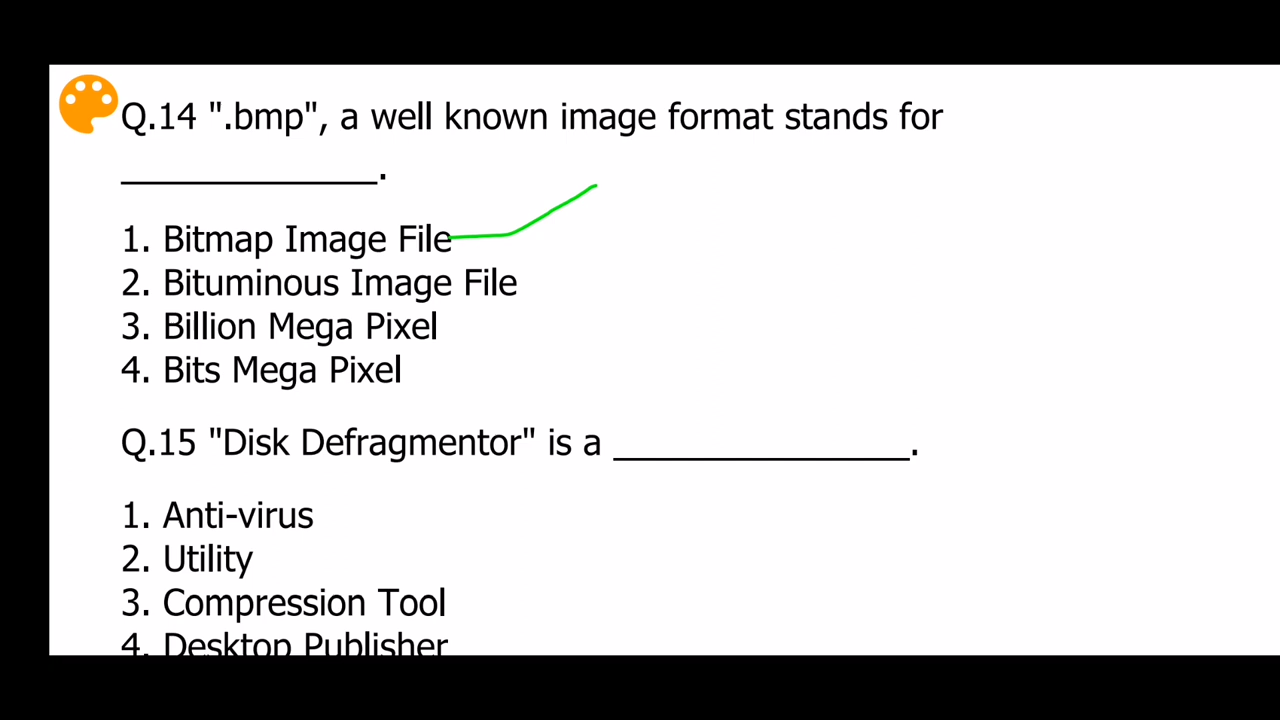 Q.14 ".bmp", a well known image format stands for
______________.
1. Bitmap Image File
2. Bituminous Image File
3. Billion Mega Pixel
4. Bits Mega Pixel
Q.15 "Disk Defragmentor" is a ________________.
1. Anti-virus
2. Utility
3. Compression Tool
4. Desktop Publisher